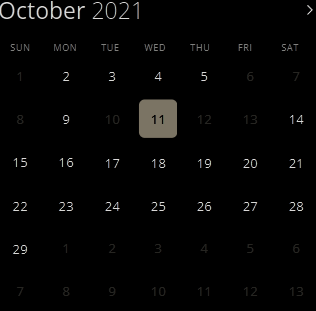 October 2021 >
SUN MON TUE WED THU FRI SAT
1 2 3 4 5 6 7
8 9 10 11 12 13 14
15 16 17 18 19 20 21
22 23 24 25 26 27 28
29 1 2 3 4 5 6
7 8 9 10 11 12 13